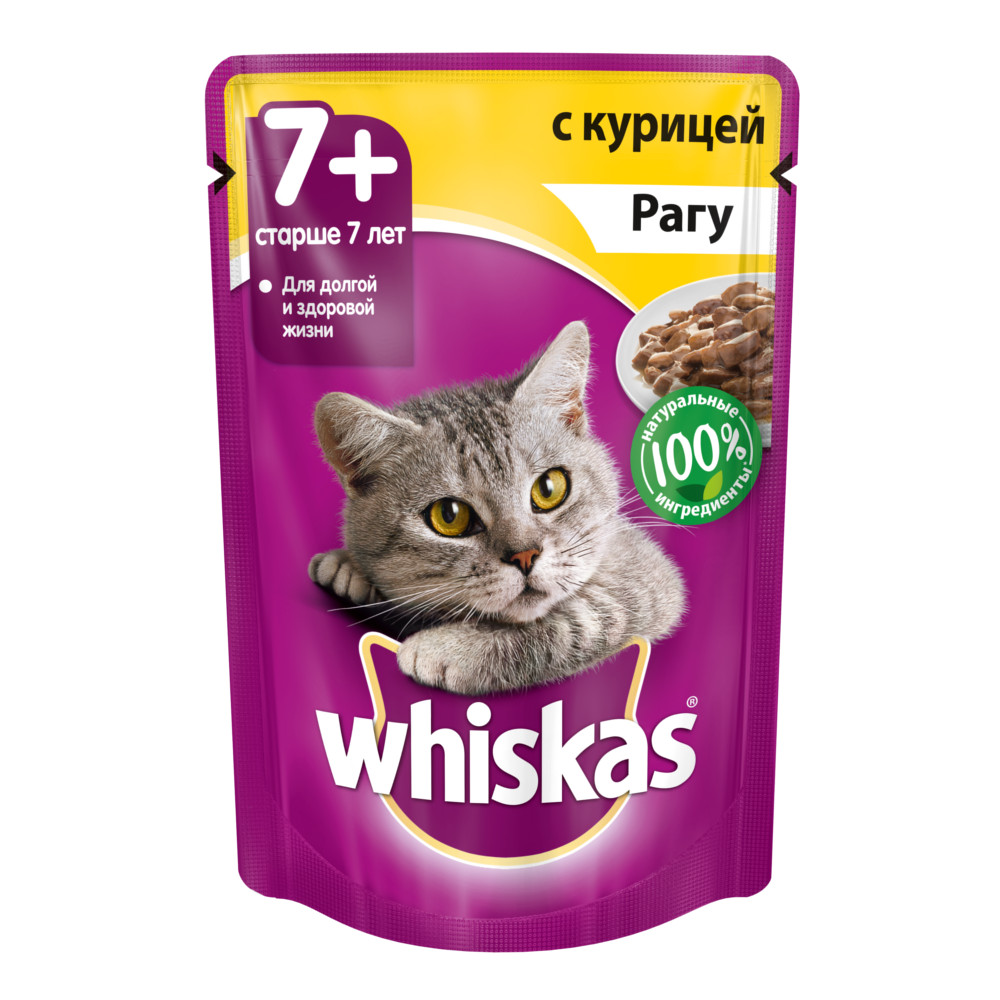 7+
старше 7 лет
Для долгой
и здоровой
жизни
с курицей
Рагу
натуральные
100%
ингредиенты
whiskas®